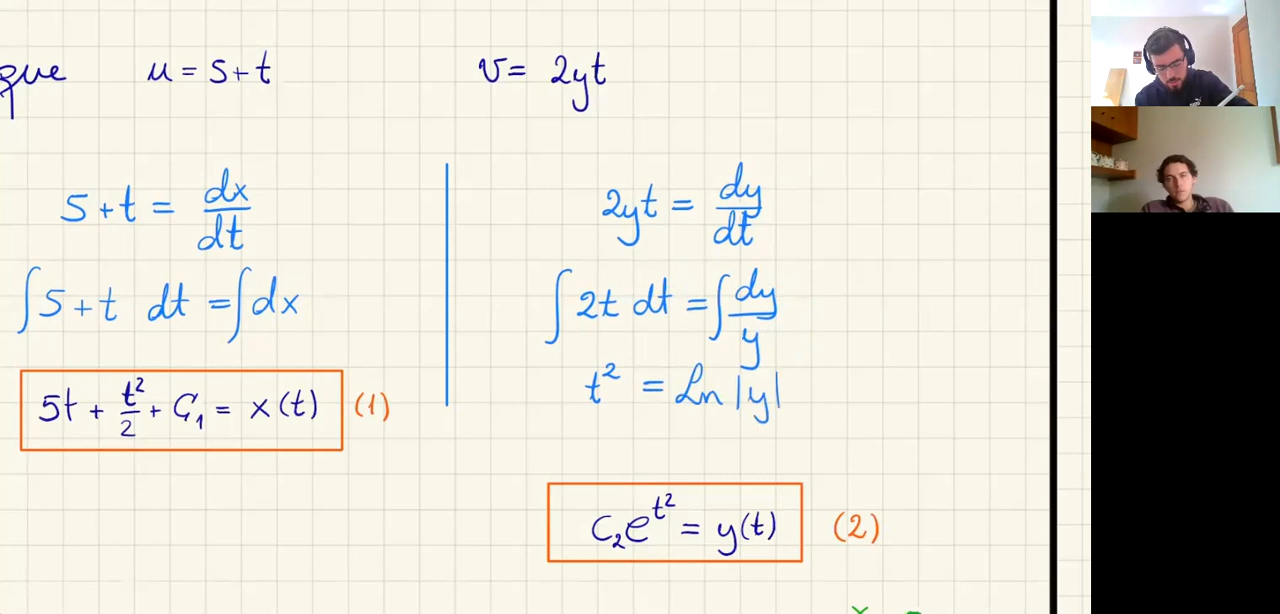 que u = 5+t v = 2yt
5+t = dx/dt
∫5+t dt = ∫dx
5t + t²/2 + C₁ = x(t) (1)
2yt = dy/dt
∫2t dt = ∫dy/y
t² = Ln |y|
C₂e^t² = y(t) (2)